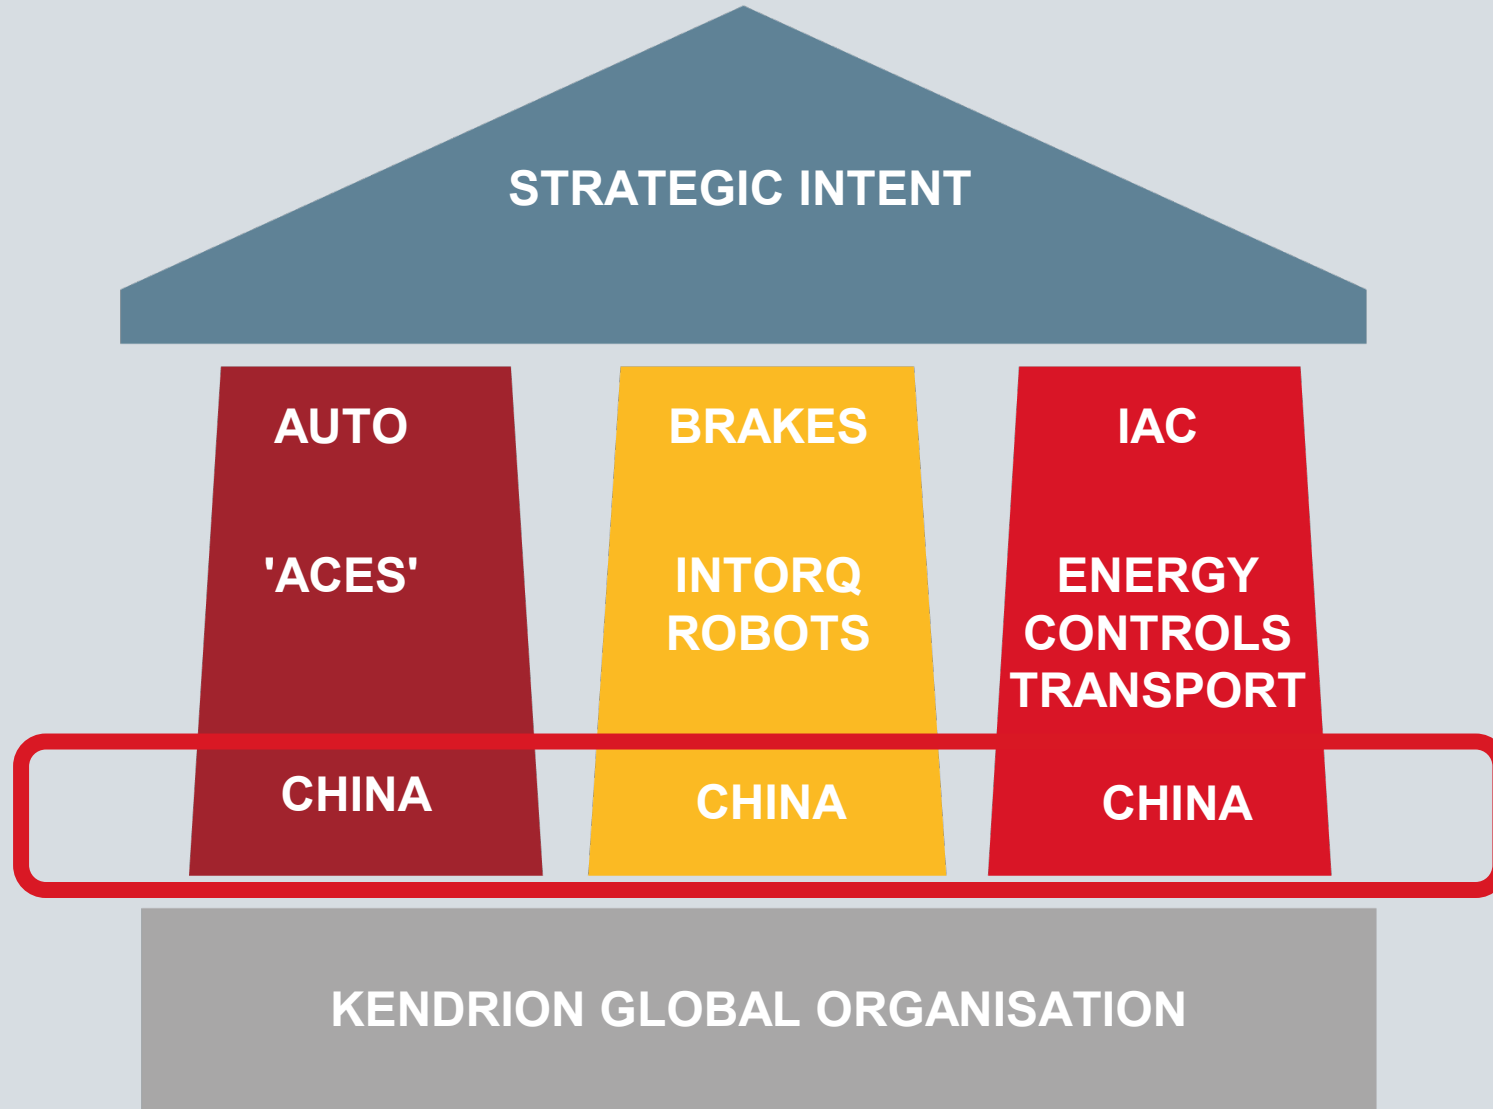 STRATEGIC INTENT
AUTO
'ACES'
CHINA
BRAKES
INTORQ
ROBOTS
CHINA
IAC
ENERGY
CONTROLS
TRANSPORT
CHINA
KENDRION GLOBAL ORGANISATION